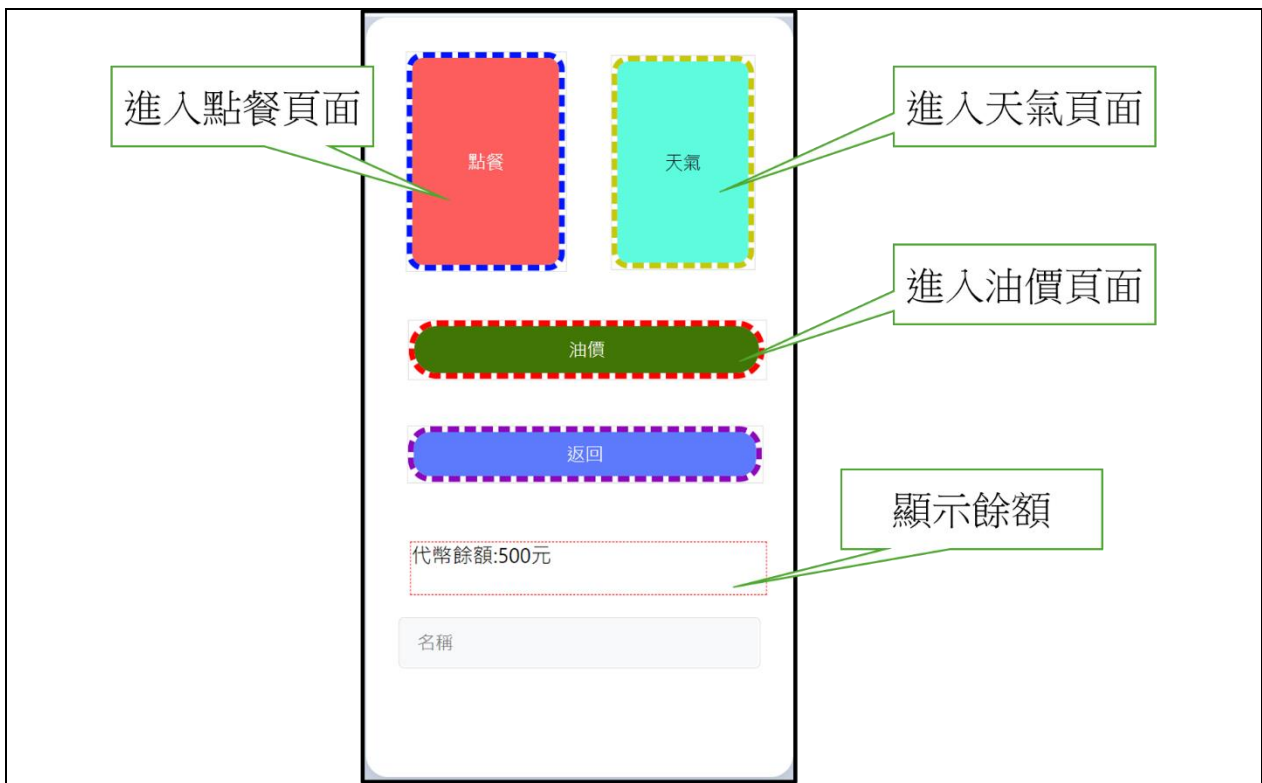 進入點餐頁面
點餐
天氣
進入天氣頁面
進入油價頁面
油價
返回
顯示餘額
代幣餘額:500元
名稱